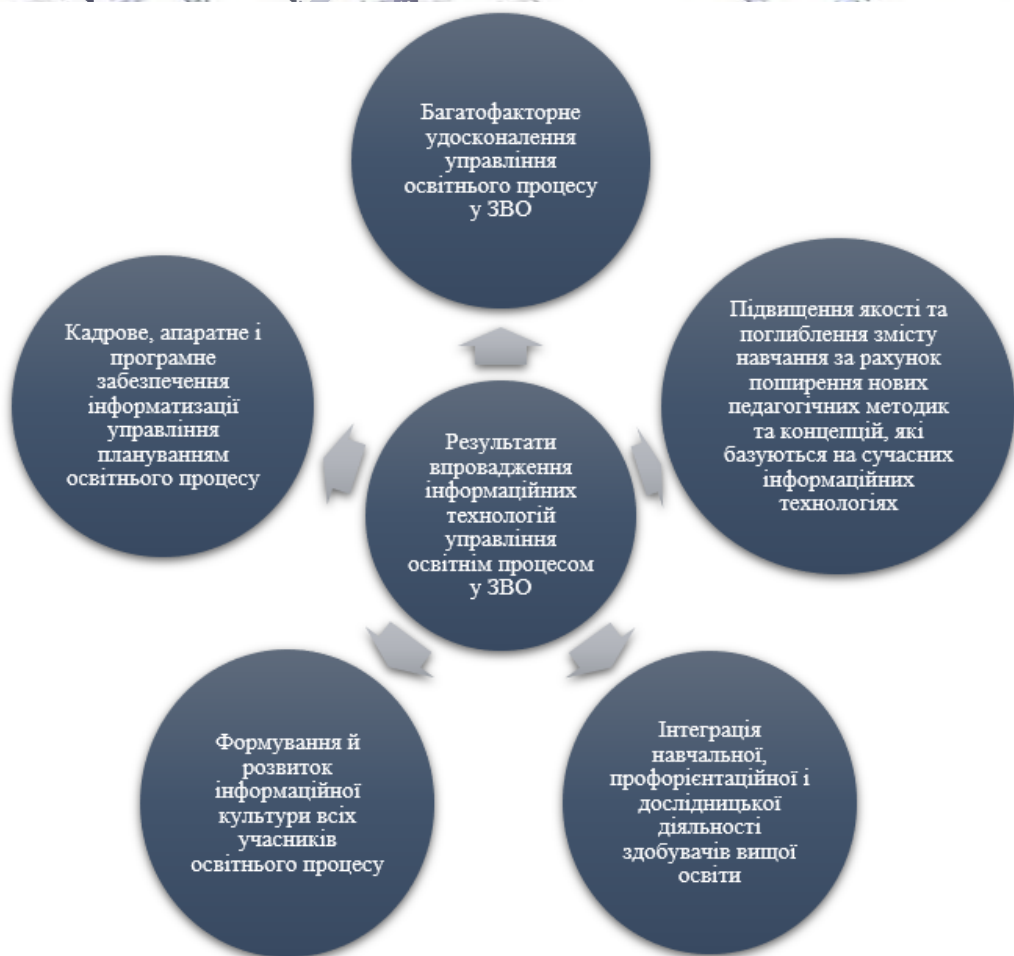 Багатофакторне
удосконалення
управління
освітнього процесу
у ЗВО
Підвищення якості та
поглиблення змісту
навчання за рахунок
поширення нових
педагогічних методик
та концепцій, які
базуються на сучасних
інформаційних
технологіях
Інтеграція
навчальної,
профорієнтаційної і
дослідницької
діяльності
здобувачів вищої
освіти
Формування й
розвиток
інформаційної
культури всіх
учасників
освітнього процесу
Кадрове, апаратне і
програмне
забезпечення
інформатизації
управління
плануванням
освітнього процесу
Результати
впровадження
інформаційних
технологій
управління
освітнім процесом
у ЗВО